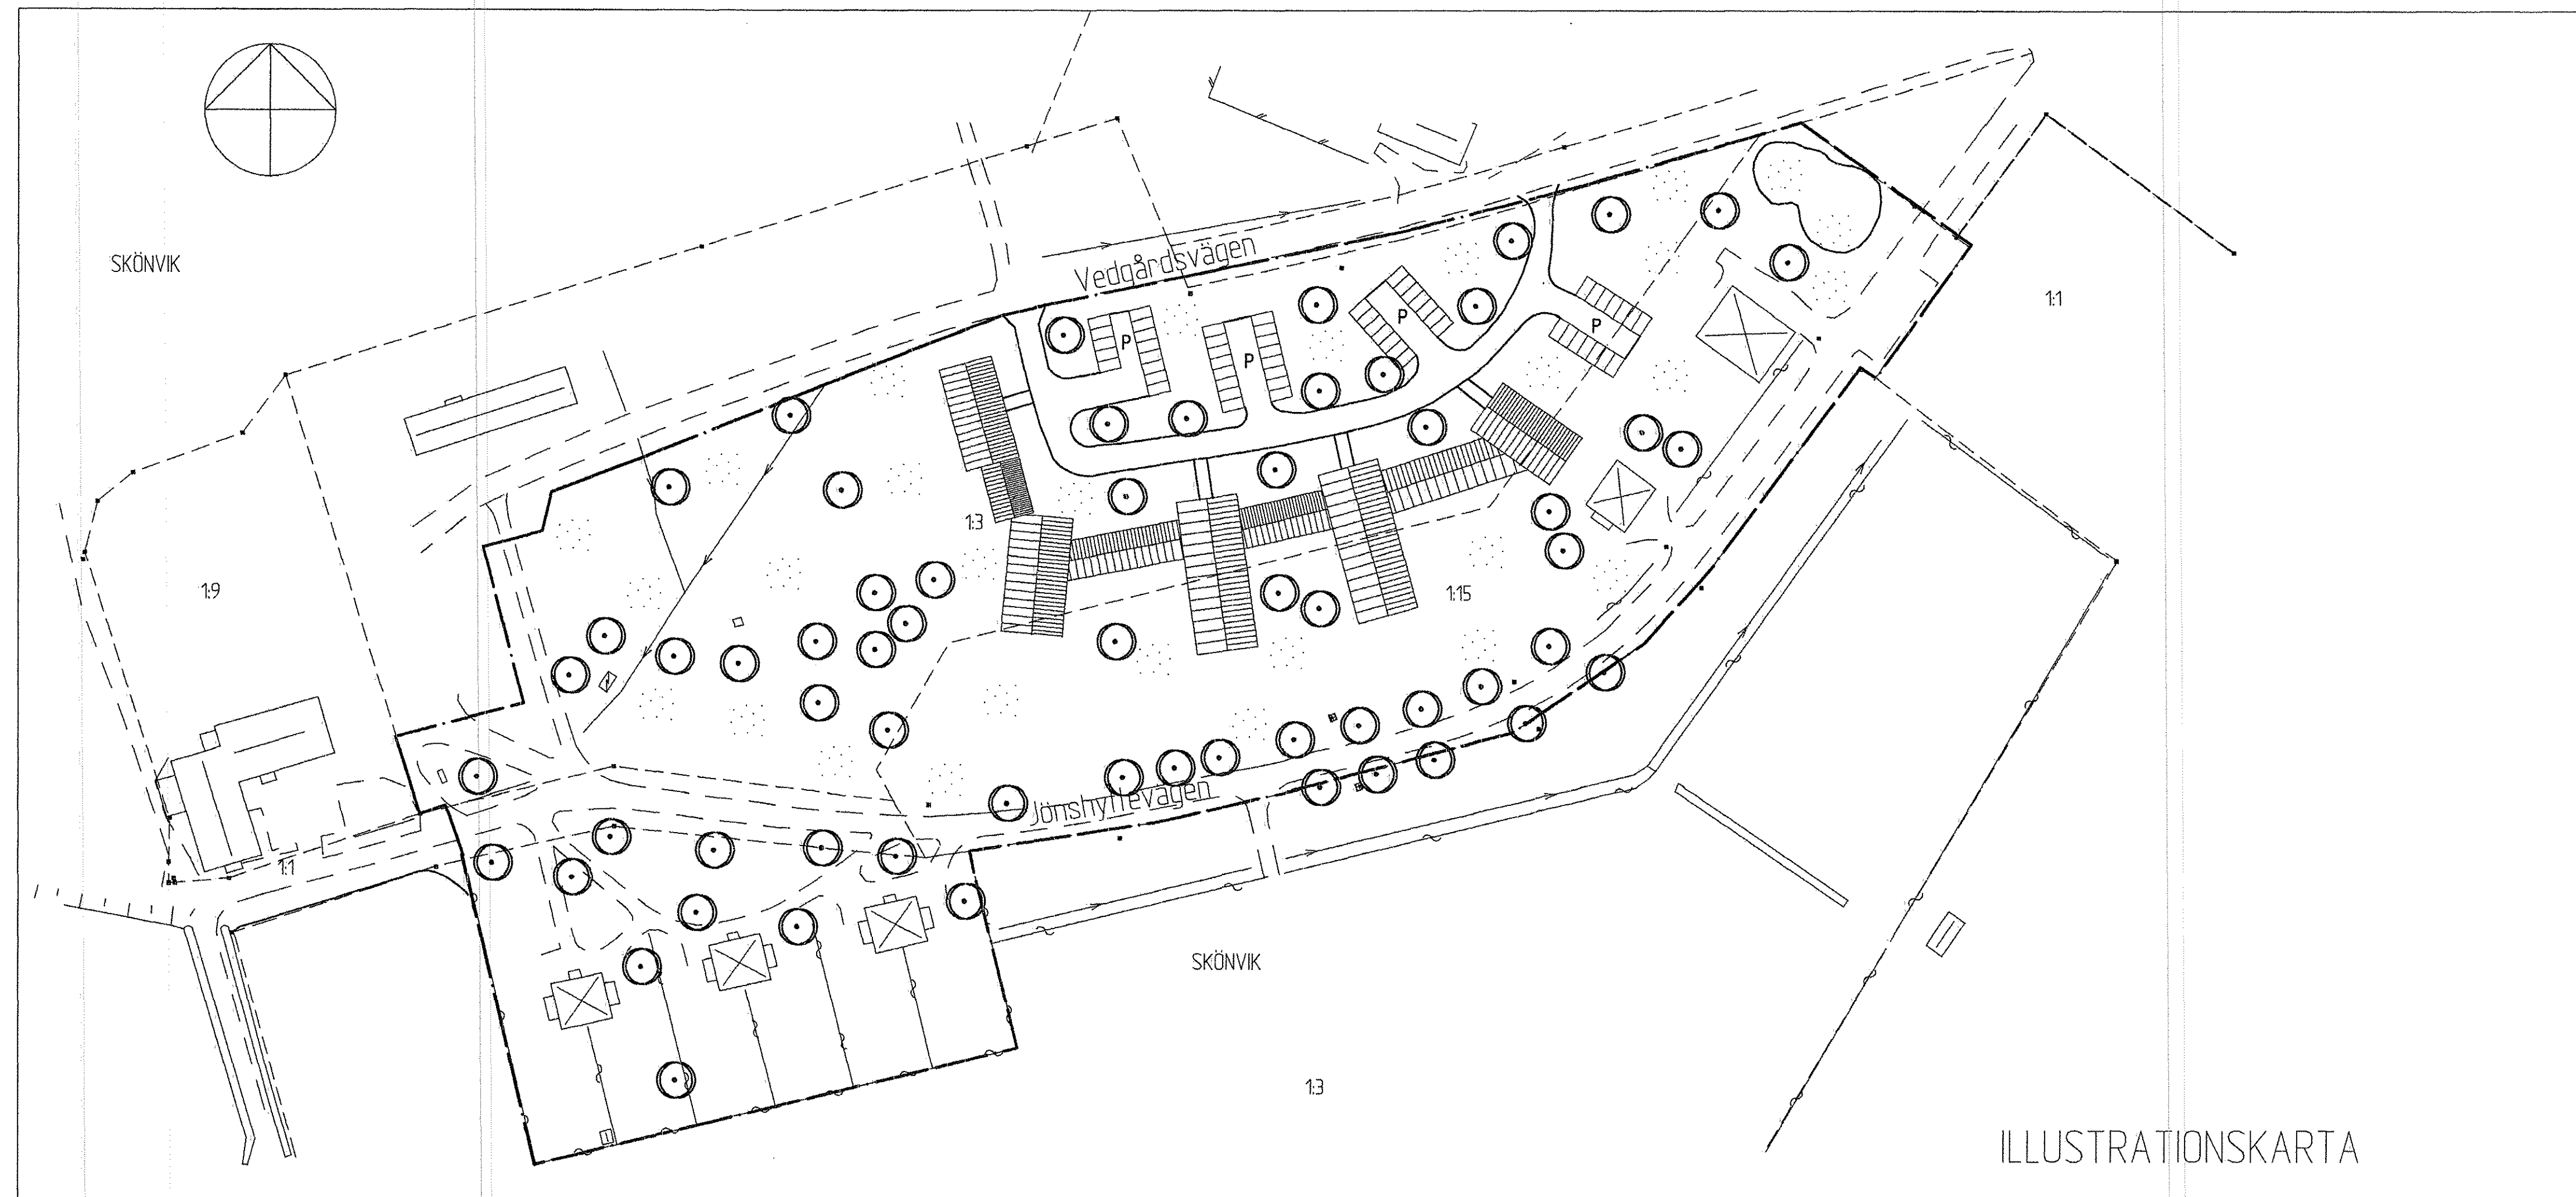 SKÖNVIK
Vedgårdsvägen
1:1
P
P
P
P
1:3
1:9
1:15
Jönshyttevägen
1:1
SKÖNVIK
1:3
ILLUSTRATIONSKARTA